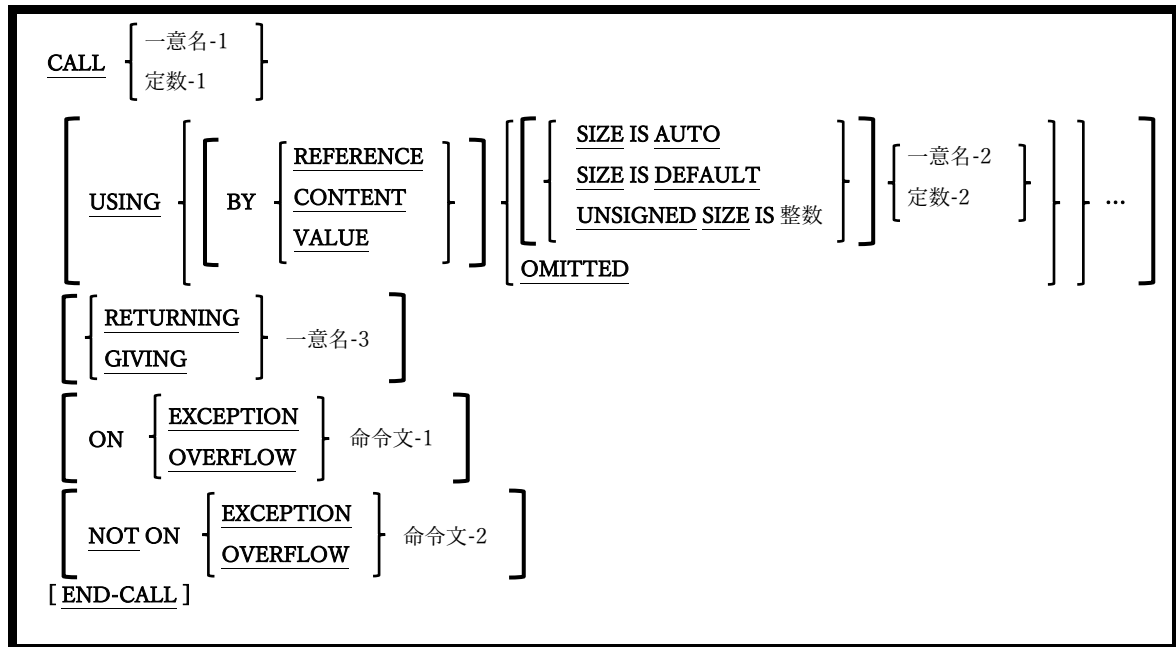 CALL
一意名-1
定数-1
USING
BY
REFERENCE
CONTENT
VALUE
SIZE IS AUTO
SIZE IS DEFAULT
UNSIGNED SIZE IS 整数
OMITTED
一意名-2
定数-2
...
RETURNING
GIVING
一意名-3
ON
EXCEPTION
OVERFLOW
命令文-1
NOT ON
EXCEPTION
OVERFLOW
命令文-2
[ END-CALL ]